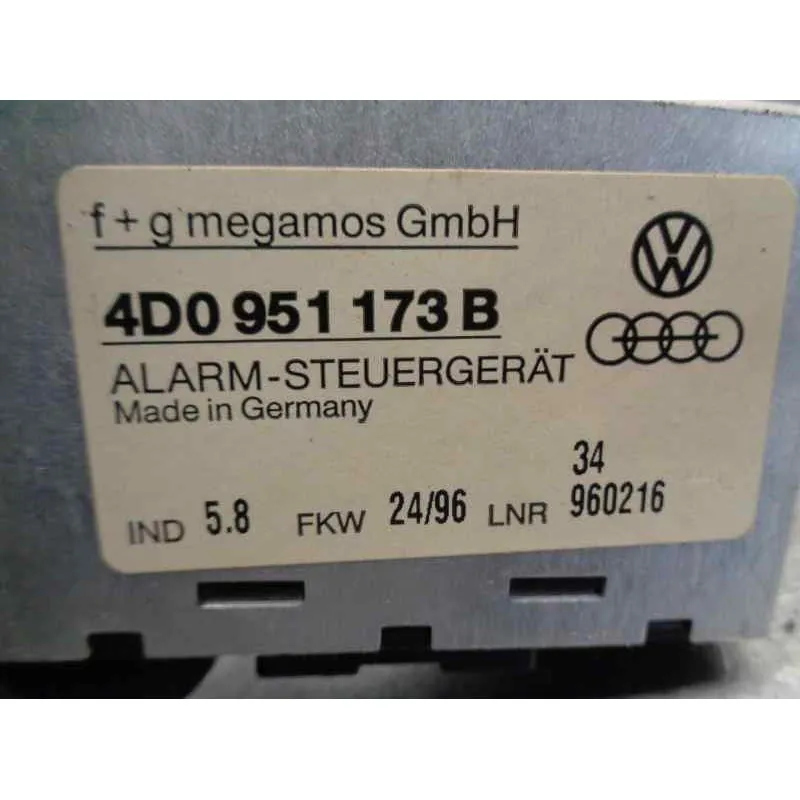 f + g megamos GmbH
4D0 951 173 B
ALARM-STEUERGERÄT
Made in Germany
34
IND 5.8 FKW 24/96 LNR 960216
VW